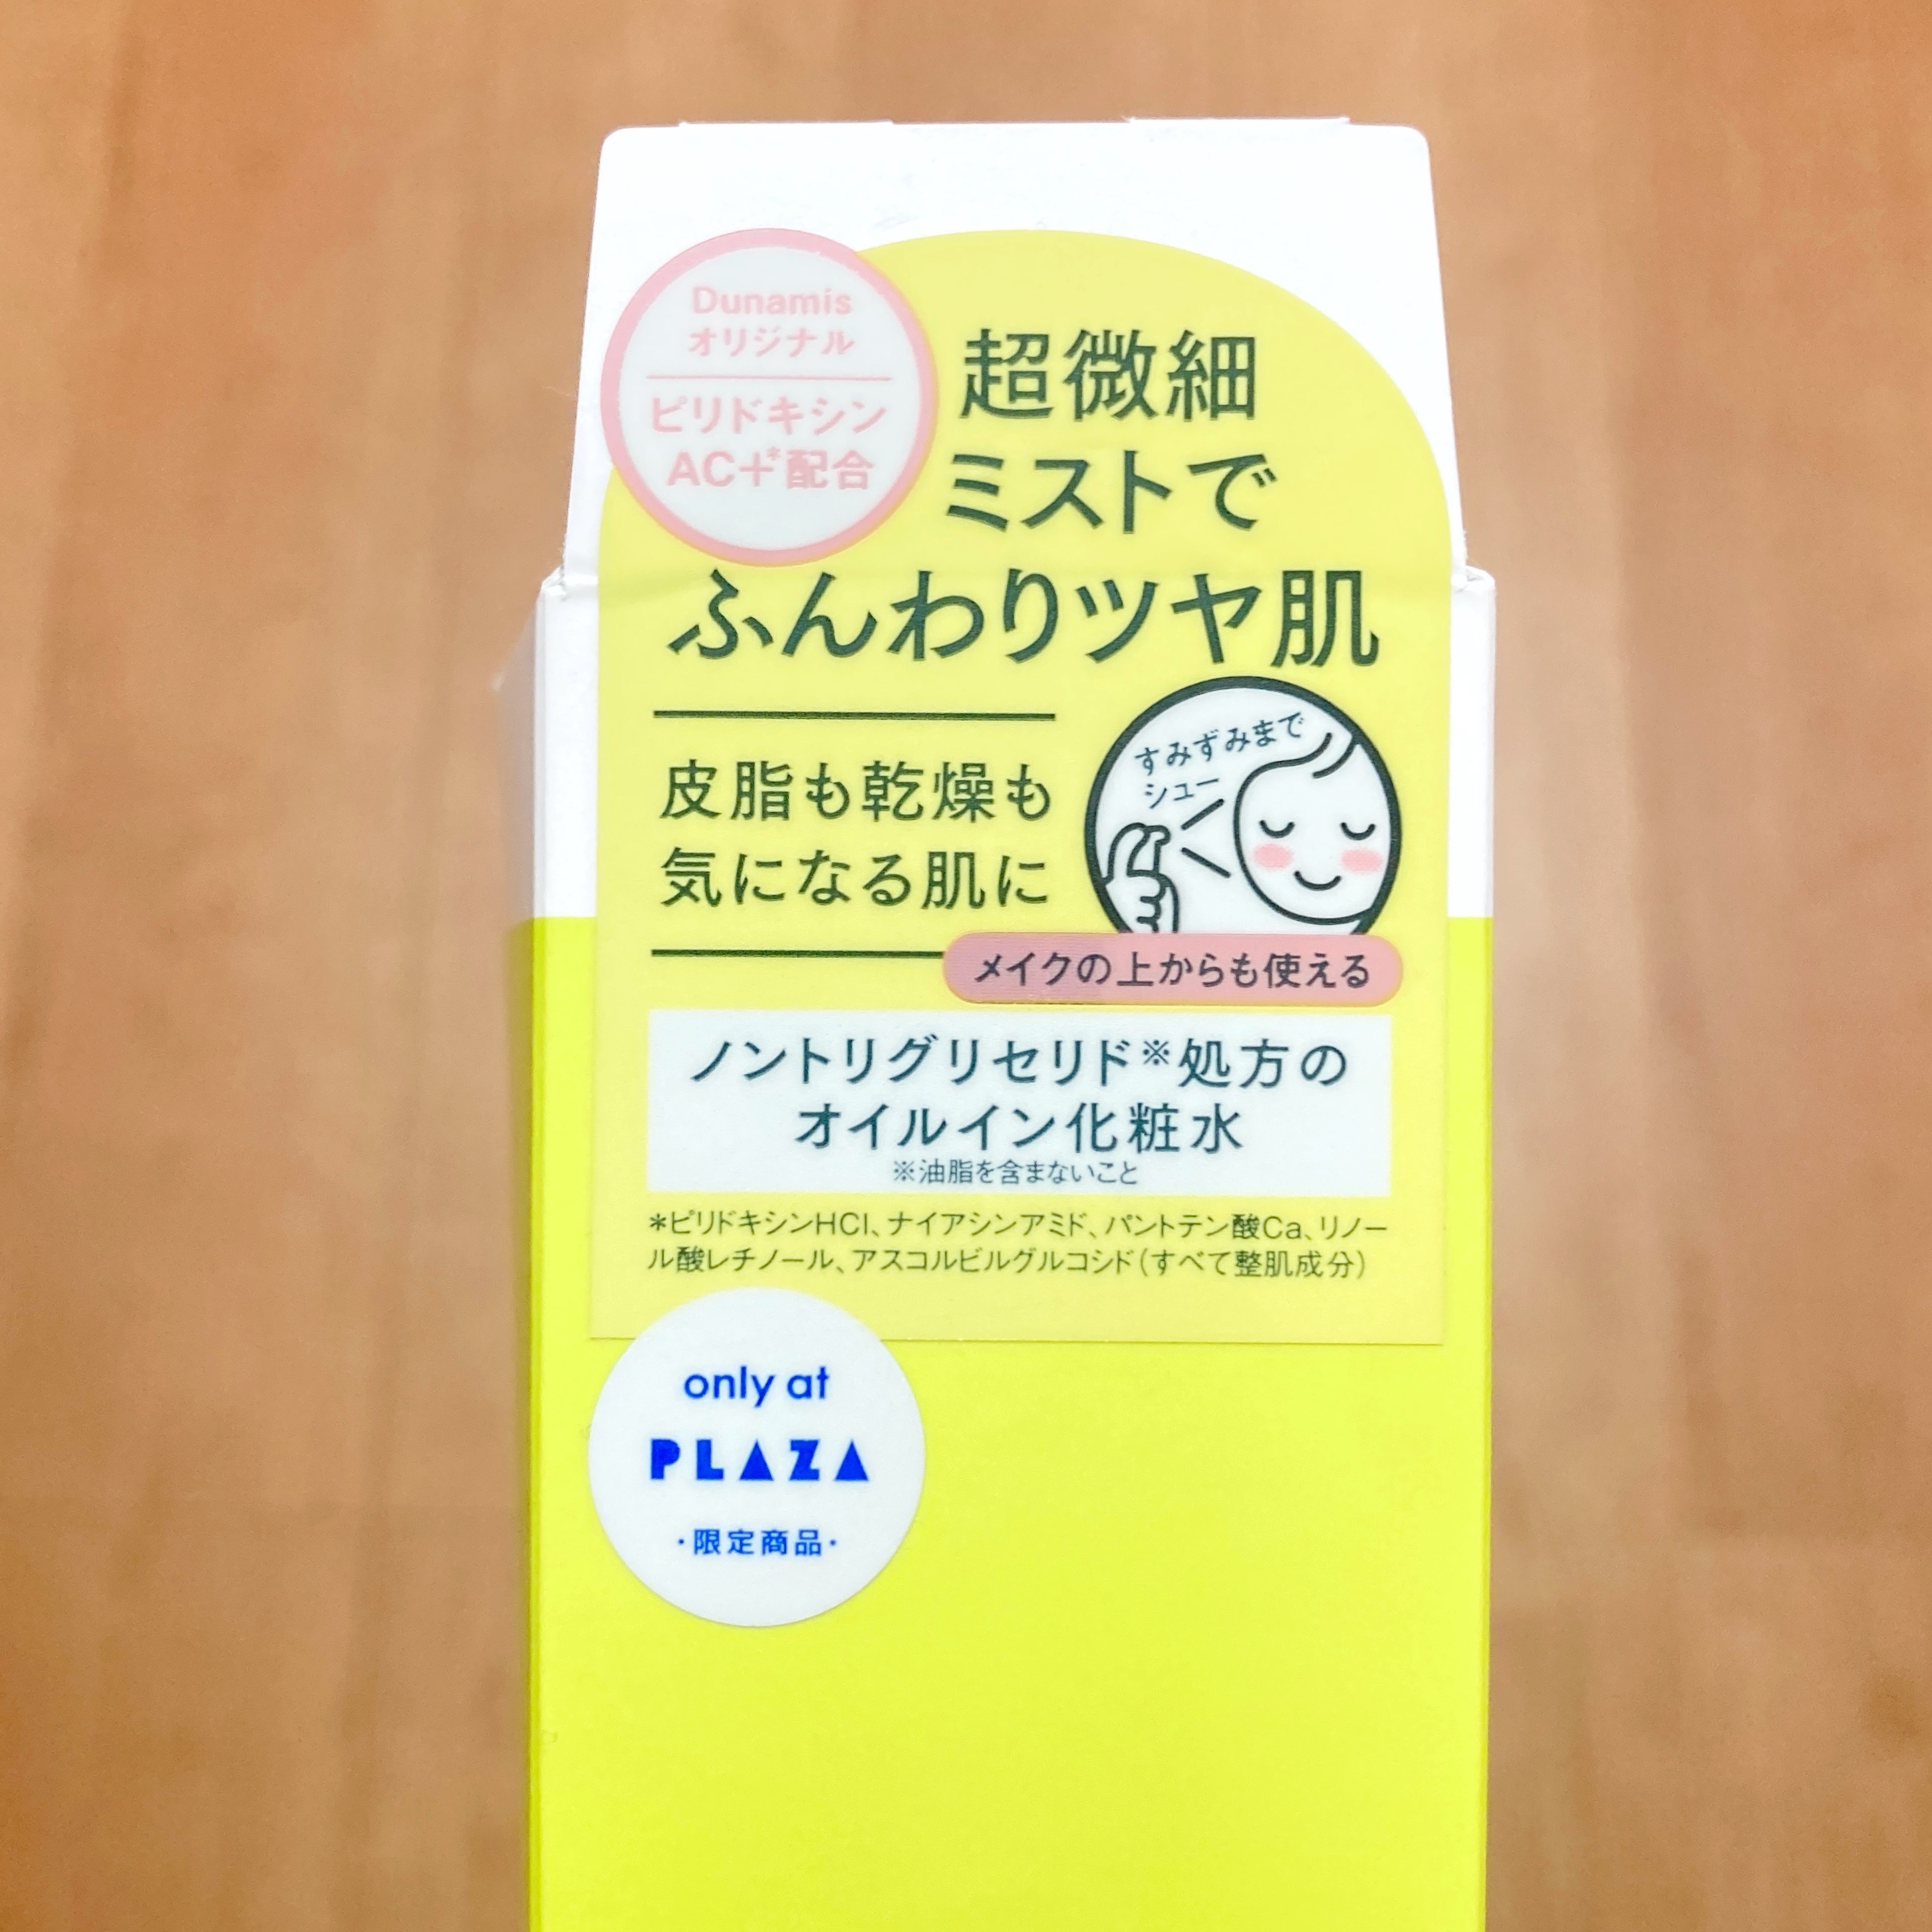 Dunamis
オリジナル
ピリドキシン
AC+*配合
超微細
ミストで
ふんわりツヤ肌
皮脂も乾燥も
気になる肌に
すみずみまで
シュー
メイクの上からも使える
ノントリグリセリド※処方の
オイルイン化粧水
※油脂を含まないこと
*ピリドキシンHCl、ナイアシンアミド、パントテン酸Ca、リノー
ル酸レチノール、アスコルビルグルコシド(すべて整肌成分)
only at
PLAZA
・限定商品・